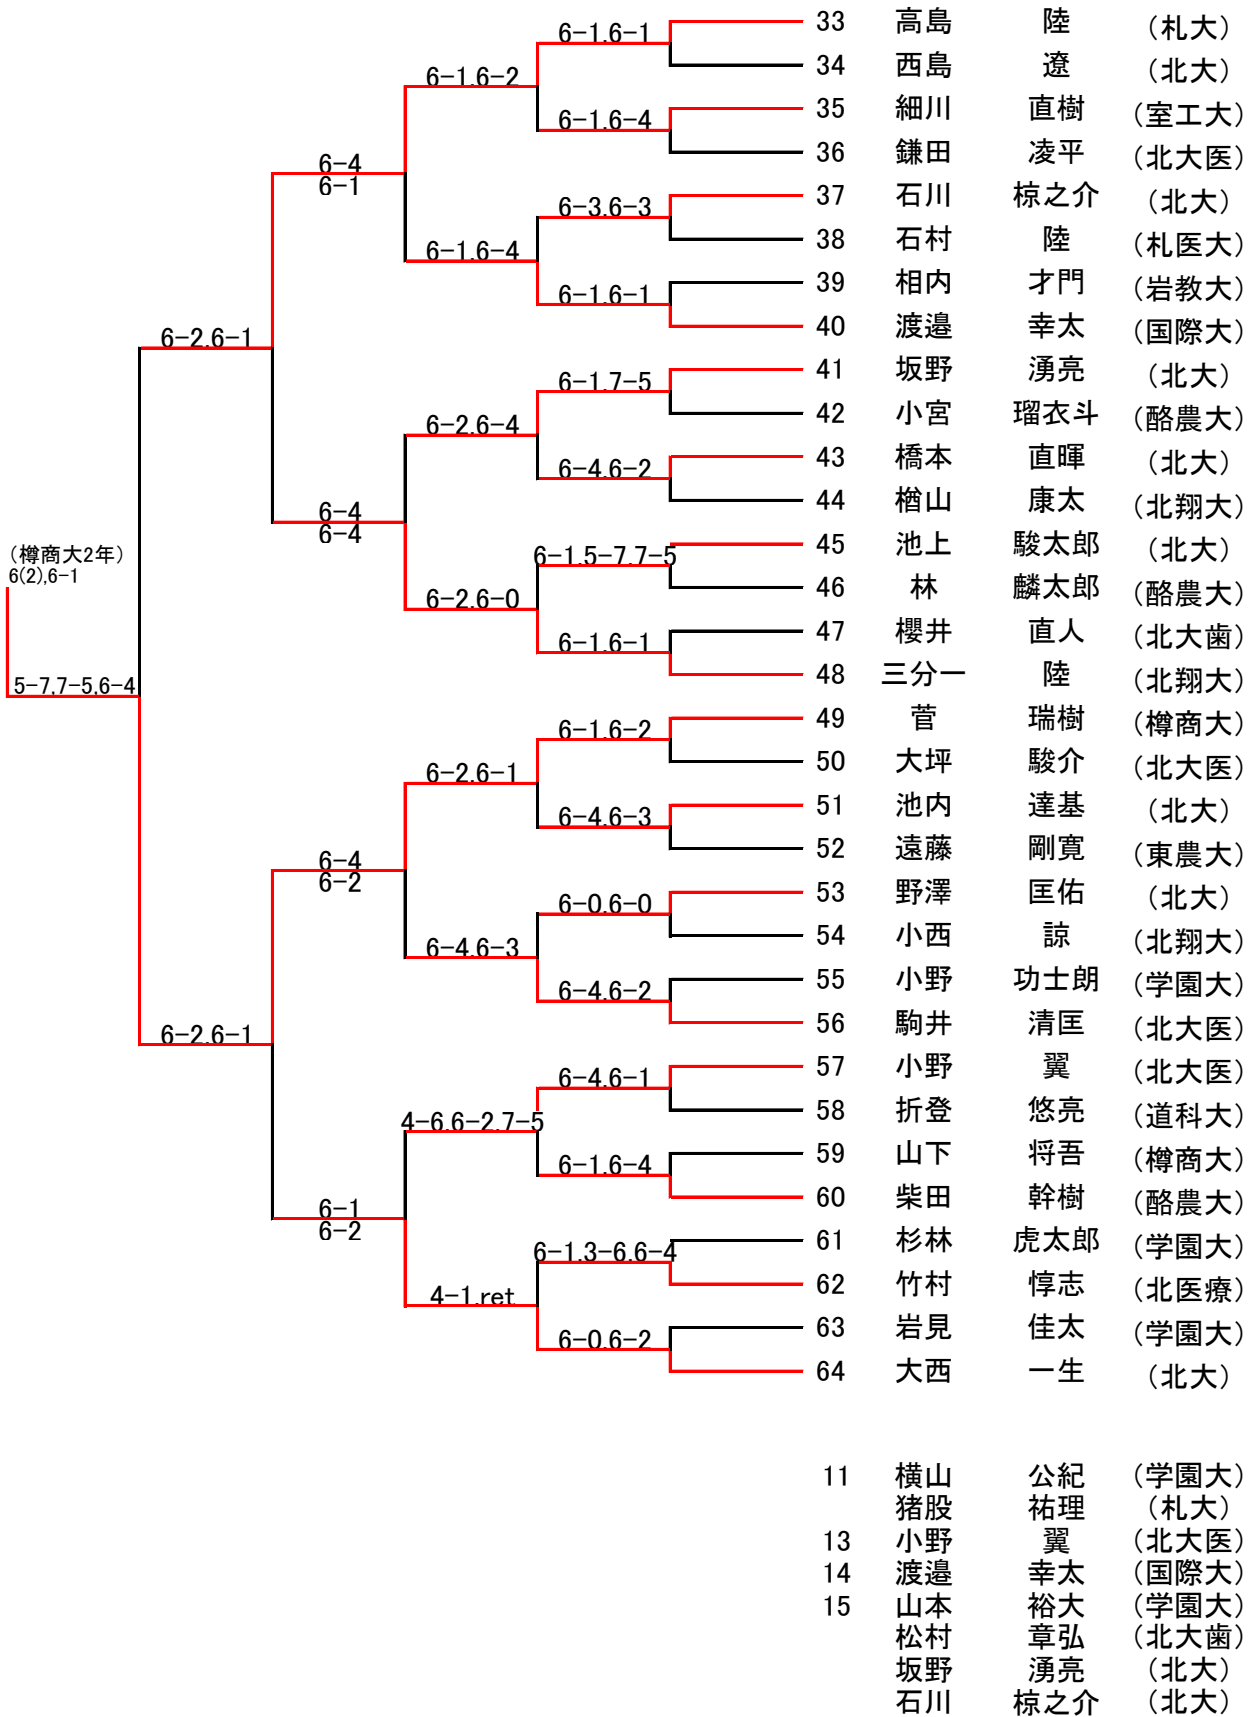 33 高島 陸 （札大）
6-1,6-1
34 西島 遼 （北大）
6-1,6-2
35 細川 直樹 （室工大）
6-1,6-4
36 鎌田 凌平 （北大医）
6-4
6-1
37 石川 椋之介 （北大）
6-3,6-3
38 石村 陸 （札医大）
6-1,6-4
39 相内 才門 （岩教大）
6-1,6-1
40 渡邉 幸太 （国際大）
6-2,6-1
41 坂野 湧亮 （北大）
6-1,7-5
42 小宮 瑠衣斗 （酪農大）
6-2,6-4
43 橋本 直暉 （北大）
6-4,6-2
44 楢山 康太 （北翔大）
6-4
6-4
45 池上 駿太郎 （北大）
6-1,5-7,7-5
46 林 麟太郎 （酪農大）
6-2,6-0
47 櫻井 直人 （北大歯）
6-1,6-1
48 三分一 陸 （北翔大）
（樽商大2年）
6(2),6-1
5-7,7-5,6-4
49 菅 瑞樹 （樽商大）
6-1,6-2
50 大坪 駿介 （北大医）
6-2,6-1
51 池内 達基 （北大）
6-4,6-3
52 遠藤 剛寛 （東農大）
6-4
6-2
53 野澤 匡佑 （北大）
6-0,6-0
54 小西 諒 （北翔大）
6-4,6-3
55 小野 功士朗 （学園大）
6-4,6-2
56 駒井 清匡 （北大医）
6-2,6-1
57 小野 翼 （北大医）
6-4,6-1
58 折登 悠亮 （道科大）
4-6,6-2,7-5
59 山下 将吾 （樽商大）
6-1,6-4
60 柴田 幹樹 （酪農大）
6-1
6-2
61 杉林 虎太郎 （学園大）
6-1,3-6,6-4
62 竹村 惇志 （北医療）
4-1,ret
63 岩見 佳太 （学園大）
6-0,6-2
64 大西 一生 （北大）
11 横山 公紀 （学園大）
猪股 祐理 （札大）
13 小野 翼 （北大医）
14 渡邉 幸太 （国際大）
15 山本 裕大 （学園大）
松村 章弘 （北大歯）
坂野 湧亮 （北大）
石川 椋之介 （北大）